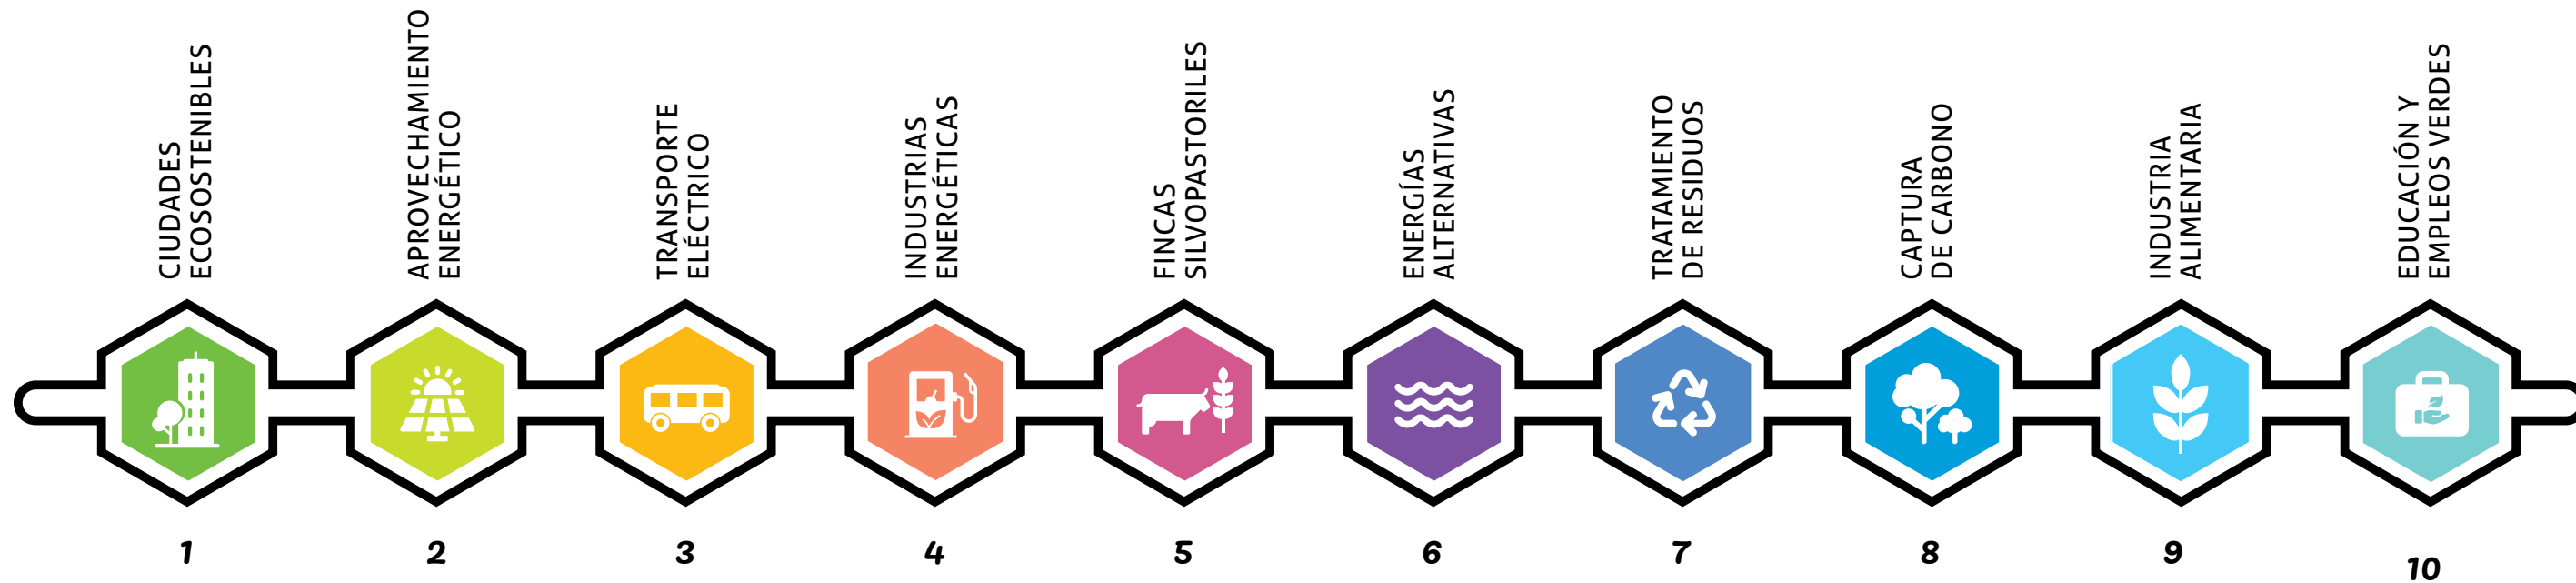 CIUDADES
ECOSOSTENIBLES
APROVECHAMIENTO
ENERGÉTICO
TRANSPORTE
ELÉCTRICO
INDUSTRIAS
ENERGÉTICAS
FINCAS
SILVOPASTORILES
ENERGÍAS
ALTERNATIVAS
TRATAMIENTO
DE RESIDUOS
CAPTURA
DE CARBONO
INDUSTRIA
ALIMENTARIA
EDUCACIÓN Y
EMPLEOS VERDES
1
2
3
4
5
6
7
8
9
10